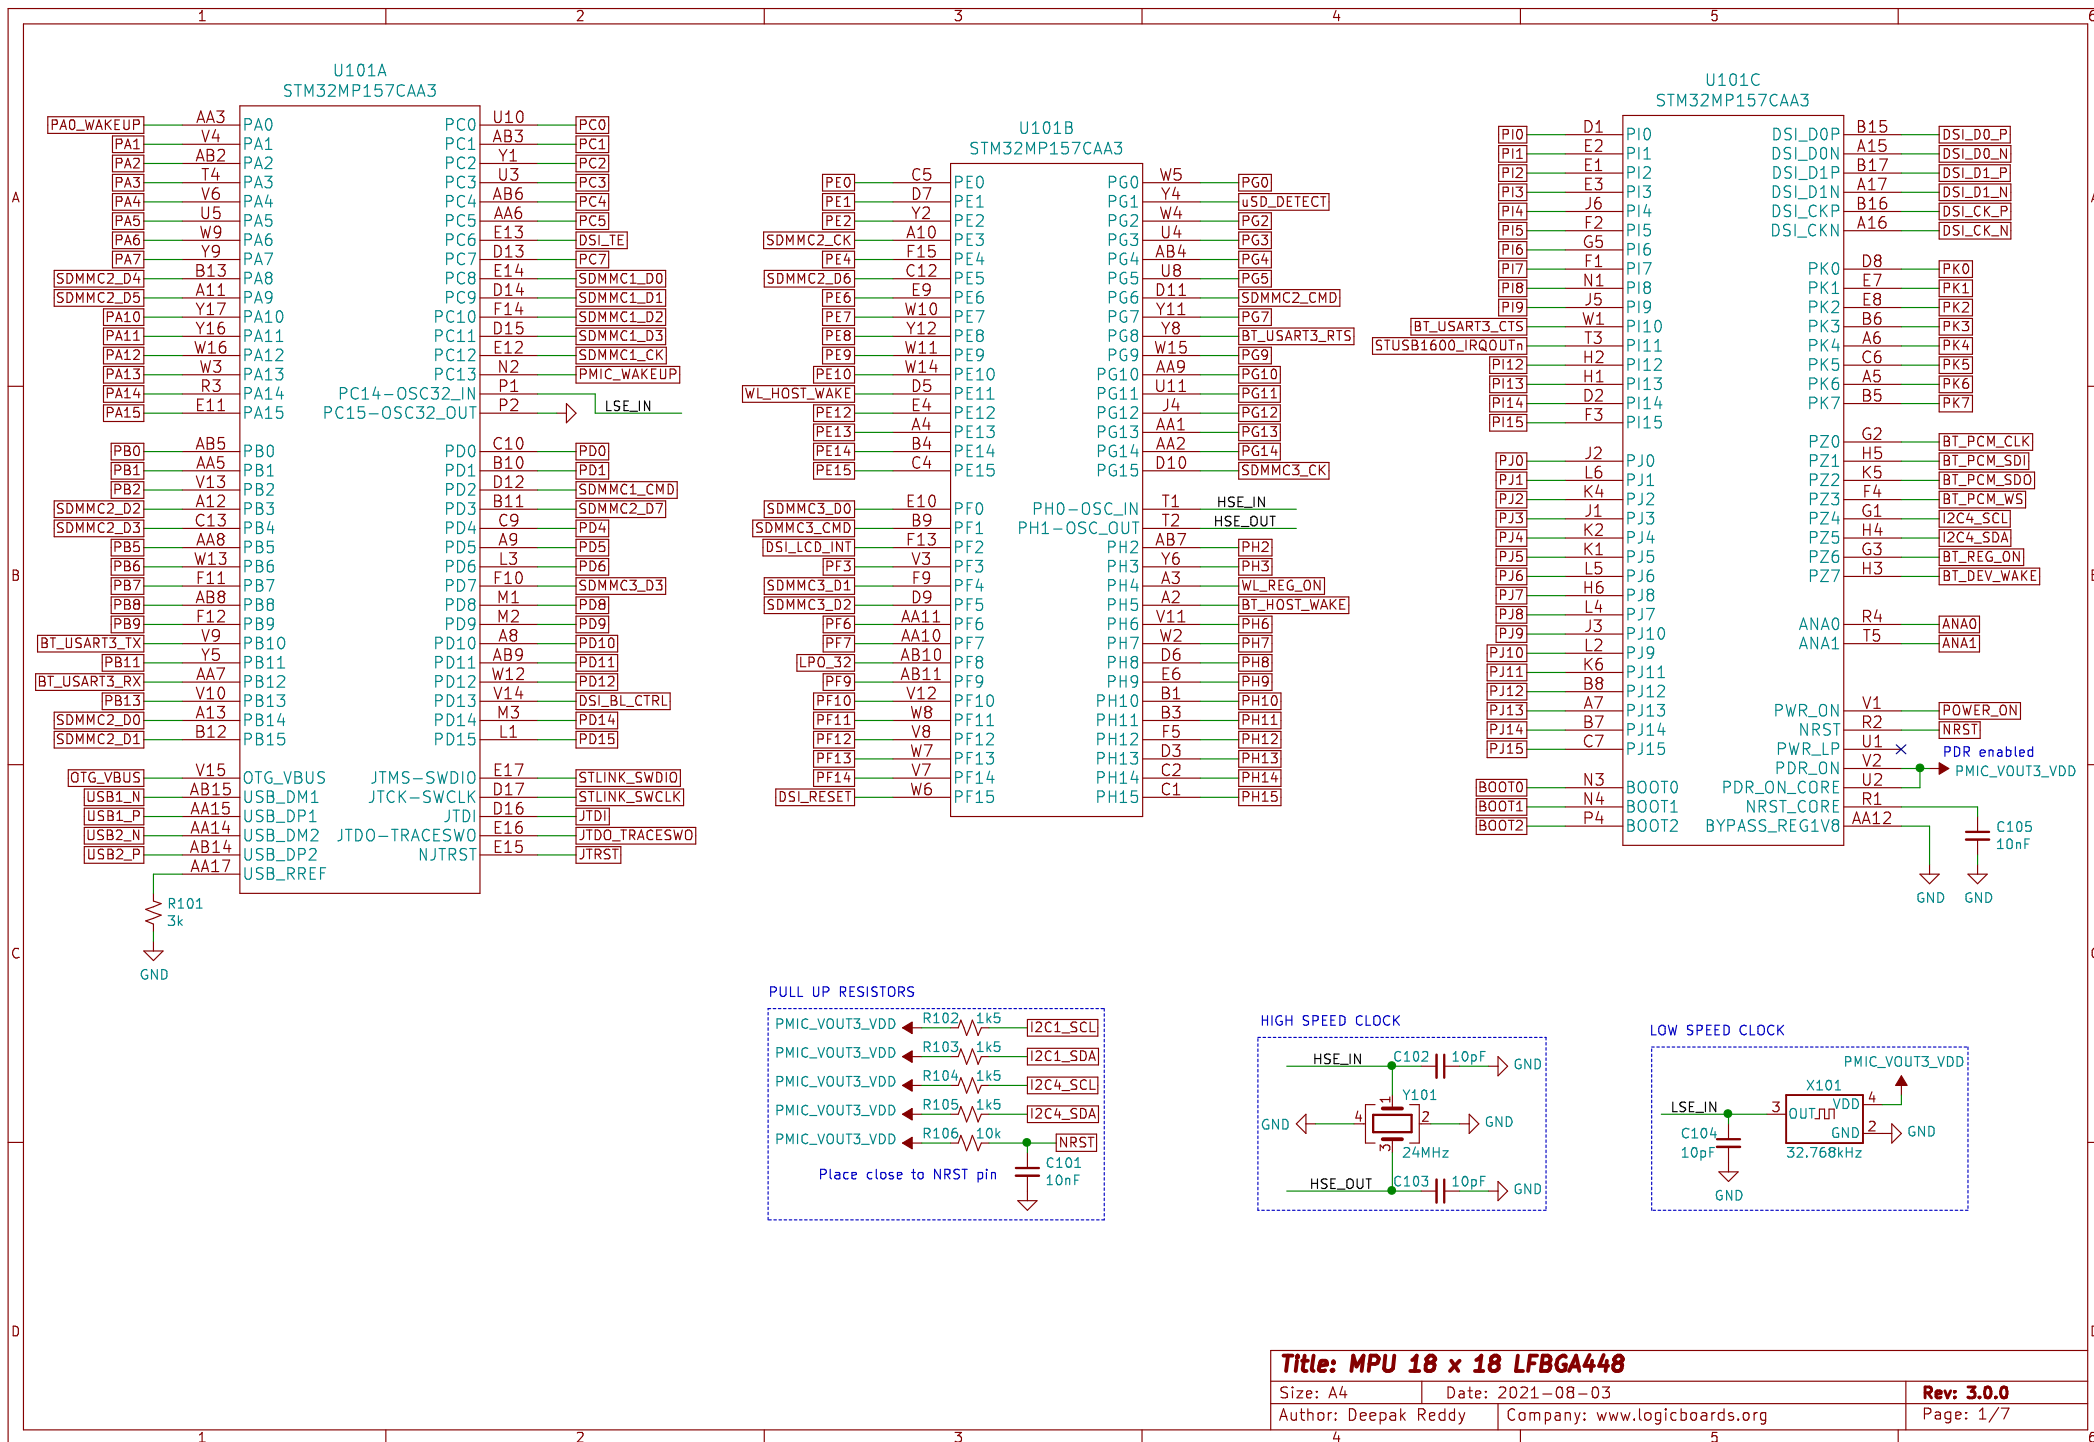 1 2 3 4 5 6
U101A
STM32MP157CAA3
PA0_WAKEUP AA3 PA0 PC0 U10 PC0
PA1 V4 PA1 PC1 AB3 PC1
PA2 AB2 PA2 PC2 Y1 PC2
PA3 T4 PA3 PC3 U3 PC3
PA4 V6 PA4 PC4 AB6 PC4
PA5 U5 PA5 PC5 AA6 PC5
PA6 W9 PA6 PC6 E13 DSI_TE
PA7 Y9 PA7 PC7 D13 PC7
SDMMC2_D4 B13 PA8 PC8 E14 SDMMC1_D0
SDMMC2_D5 A11 PA9 PC9 D14 SDMMC1_D1
PA10 Y17 PA10 PC10 F14 SDMMC1_D2
PA11 Y16 PA11 PC11 D15 SDMMC1_D3
PA12 W16 PA12 PC12 E12 SDMMC1_CK
PA13 W3 PA13 PC13 N2 PMIC_WAKEUP
PA14 R3 PA14 PC14-OSC32_IN P1
PA15 E11 PA15 PC15-OSC32_OUT P2 LSE_IN
PB0 AB5 PB0 PD0 C10 PD0
PB1 AA5 PB1 PD1 B10 PD1
PB2 V13 PB2 PD2 D12 SDMMC1_CMD
SDMMC2_D2 A12 PB3 PD3 B11 SDMMC2_D7
SDMMC2_D3 C13 PB4 PD4 C9 PD4
PB5 AA8 PB5 PD5 A9 PD5
PB6 W13 PB6 PD6 L3 PD6
PB7 F11 PB7 PD7 F10 SDMMC3_D3
PB8 AB8 PB8 PD8 M1 PD8
PB9 F12 PB9 PD9 M2 PD9
BT_USART3_TX V9 PB10 PD10 A8 PD10
PB11 Y5 PB11 PD11 AB9 PD11
BT_USART3_RX AA7 PB12 PD12 W12 PD12
PB13 V10 PB13 PD13 V14 DSI_BL_CTRL
SDMMC2_D0 A13 PB14 PD14 M3 PD14
SDMMC2_D1 B12 PB15 PD15 L1 PD15
OTG_VBUS V15 OTG_VBUS JTMS-SWDIO E17 STLINK_SWDIO
USB1_N AB15 USB_DM1 JTCK-SWCLK D17 STLINK_SWCLK
USB1_P AA15 USB_DP1 JTDI D16 JTDI
USB2_N AA14 USB_DM2 JTDO-TRACESWO E16 JTDO_TRACESWO
USB2_P AB14 USB_DP2 NJTRST E15 JTRST
AA17 USB_RREF
R101
3k
GND
U101B
STM32MP157CAA3
PE0 C5 PE0 PG0 W5 PG0
PE1 D7 PE1 PG1 Y4 uSD_DETECT
PE2 Y2 PE2 PG2 W4 PG2
SDMMC2_CK A10 PE3 PG3 U4 PG3
PE4 F15 PE4 PG4 AB4 PG4
SDMMC2_D6 C12 PE5 PG5 U8 PG5
PE6 E9 PE6 PG6 D11 SDMMC2_CMD
PE7 W10 PE7 PG7 Y11 PG7
PE8 Y12 PE8 PG8 Y8 BT_USART3_RTS
PE9 W11 PE9 PG9 W15 PG9
PE10 W14 PE10 PG10 AA9 PG10
WL_HOST_WAKE D5 PE11 PG11 U11 PG11
PE12 E4 PE12 PG12 J4 PG12
PE13 A4 PE13 PG13 AA1 PG13
PE14 B4 PE14 PG14 AA2 PG14
PE15 C4 PE15 PG15 D10 SDMMC3_CK
SDMMC3_D0 E10 PF0 PH0-OSC_IN T1 HSE_IN
SDMMC3_CMD B9 PF1 PH1-OSC_OUT T2 HSE_OUT
DSI_LCD_INT F13 PF2 PH2 AB7 PH2
PF3 V3 PF3 PH3 Y6 PH3
SDMMC3_D1 F9 PF4 PH4 A3 WL_REG_ON
SDMMC3_D2 D9 PF5 PH5 A2 BT_HOST_WAKE
PF6 AA11 PF6 PH6 V11 PH6
PF7 AA10 PF7 PH7 W2 PH7
LPO_32 AB10 PF8 PH8 D6 PH8
PF9 AB11 PF9 PH9 E6 PH9
PF10 V12 PF10 PH10 B1 PH10
PF11 W8 PF11 PH11 B3 PH11
PF12 V8 PF12 PH12 F5 PH12
PF13 W7 PF13 PH13 D3 PH13
PF14 V7 PF14 PH14 C2 PH14
DSI_RESET W6 PF15 PH15 C1 PH15
U101C
STM32MP157CAA3
PI0 D1 PI0 DSI_D0P B15 DSI_D0_P
PI1 E2 PI1 DSI_D0N A15 DSI_D0_N
PI2 E1 PI2 DSI_D1P B17 DSI_D1_P
PI3 E3 PI3 DSI_D1N A17 DSI_D1_N
PI4 J6 PI4 DSI_CKP B16 DSI_CK_P
PI5 F2 PI5 DSI_CKN A16 DSI_CK_N
PI6 G5 PI6
PI7 F1 PI7 PK0 D8 PK0
PI8 N1 PI8 PK1 E7 PK1
PI9 J5 PI9 PK2 E8 PK2
BT_USART3_CTS W1 PI10 PK3 B6 PK3
STUSB1600_IRQOUTn T3 PI11 PK4 A6 PK4
PI12 H2 PI12 PK5 C6 PK5
PI13 H1 PI13 PK6 A5 PK6
PI14 D2 PI14 PK7 B5 PK7
PI15 F3 PI15
PZ0 G2 BT_PCM_CLK
PJ0 J2 PJ0 PZ1 H5 BT_PCM_SDI
PJ1 L6 PJ1 PZ2 K5 BT_PCM_SDO
PJ2 K4 PJ2 PZ3 F4 BT_PCM_WS
PJ3 J1 PJ3 PZ4 G1 I2C4_SCL
PJ4 K2 PJ4 PZ5 H4 I2C4_SDA
PJ5 K1 PJ5 PZ6 G3 BT_REG_ON
PJ6 L5 PJ6 PZ7 H3 BT_DEV_WAKE
PJ7 H6 PJ8
PJ8 L4 PJ7 ANA0 R4 ANA0
PJ9 J3 PJ10 ANA1 T5 ANA1
PJ10 L2 PJ9
PJ11 K6 PJ11
PJ12 B8 PJ12
PJ13 A7 PJ13 PWR_ON V1 POWER_ON
PJ14 B7 PJ14 NRST R2 NRST
PJ15 C7 PJ15 PWR_LP U1 PDR enabled
PDR_ON V2 PMIC_VOUT3_VDD
BOOT0 N3 BOOT0 PDR_ON_CORE U2
BOOT1 N4 BOOT1 NRST_CORE R1
BOOT2 P4 BOOT2 BYPASS_REG1V8 AA12
C105
10nF
GND GND
PULL UP RESISTORS
PMIC_VOUT3_VDD R102 1k5 I2C1_SCL
PMIC_VOUT3_VDD R103 1k5 I2C1_SDA
PMIC_VOUT3_VDD R104 1k5 I2C4_SCL
PMIC_VOUT3_VDD R105 1k5 I2C4_SDA
PMIC_VOUT3_VDD R106 10k NRST
C101
10nF
Place close to NRST pin
HIGH SPEED CLOCK
HSE_IN C102 10pF GND
Y101
GND 4 1 2 3 GND
24MHz
HSE_OUT C103 10pF GND
LOW SPEED CLOCK
PMIC_VOUT3_VDD
X101
LSE_IN 3 OUT VDD 4
C104
10pF
GND 2 GND
32.768kHz
GND
A B C D
Title: MPU 18 x 18 LFBGA448
Size: A4 Date: 2021-08-03 Rev: 3.0.0
Author: Deepak Reddy Company: www.logicboards.org Page: 1/7
1 2 3 4 5 6